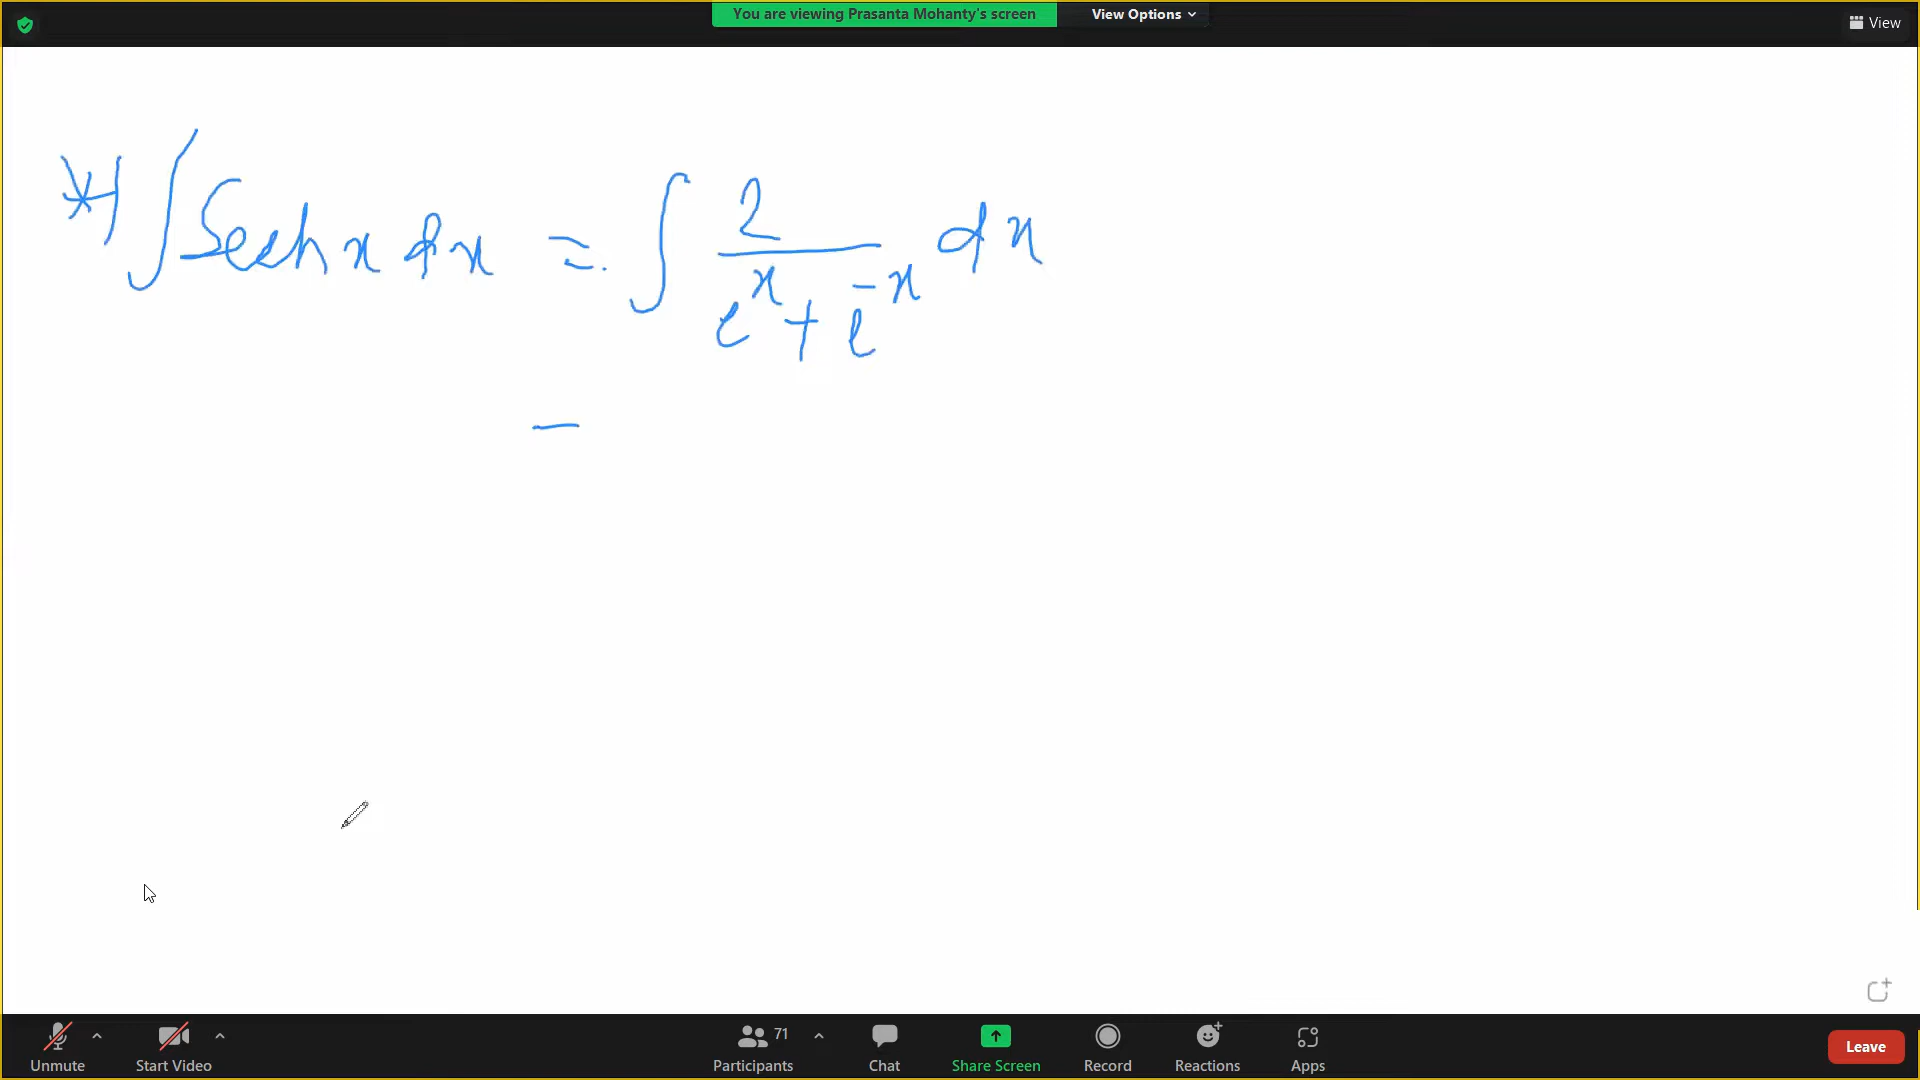 You are viewing Prasanta Mohanty's screen
View Options
View
*) ∫ Sech x dx = ∫ 2/(e^x + e^-x) dx
Unmute
Start Video
71
Participants
Chat
Share Screen
Record
Reactions
Apps
Leave